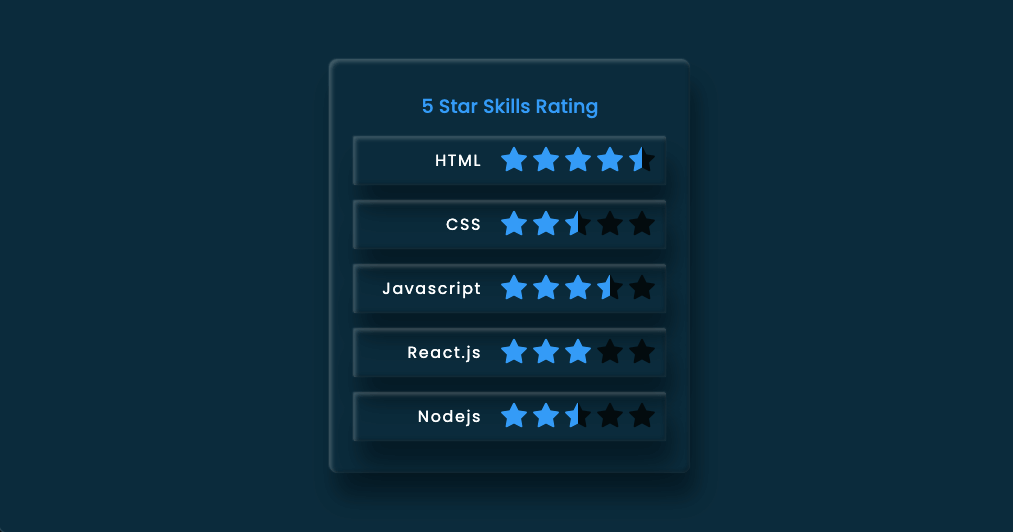 5 Star Skills Rating
HTML
CSS
Javascript
React.js
Nodejs